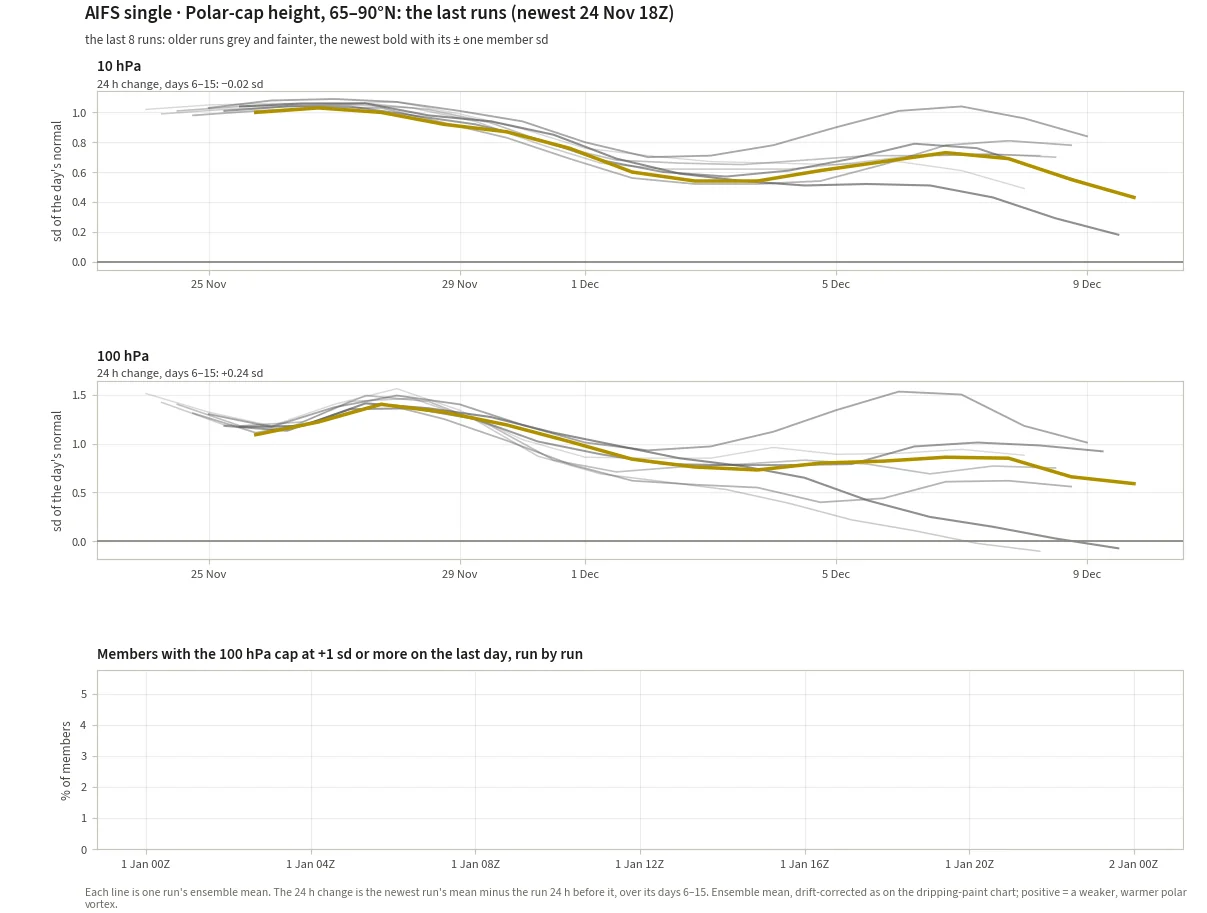 AIFS single · Polar-cap height, 65–90°N: the last runs (newest 24 Nov 18Z)
the last 8 runs: older runs grey and fainter, the newest bold with its ± one member sd
10 hPa
24 h change, days 6–15: −0.02 sd
sd of the day's normal
1.0
0.8
0.6
0.4
0.2
0.0
25 Nov 29 Nov 1 Dec 5 Dec 9 Dec
100 hPa
24 h change, days 6–15: +0.24 sd
sd of the day's normal
1.5
1.0
0.5
0.0
25 Nov 29 Nov 1 Dec 5 Dec 9 Dec
Members with the 100 hPa cap at +1 sd or more on the last day, run by run
% of members
5
4
3
2
1
0
1 Jan 00Z 1 Jan 04Z 1 Jan 08Z 1 Jan 12Z 1 Jan 16Z 1 Jan 20Z 2 Jan 00Z
Each line is one run's ensemble mean. The 24 h change is the newest run's mean minus the run 24 h before it, over its days 6–15. Ensemble mean, drift-corrected as on the dripping-paint chart; positive = a weaker, warmer polar
vortex.